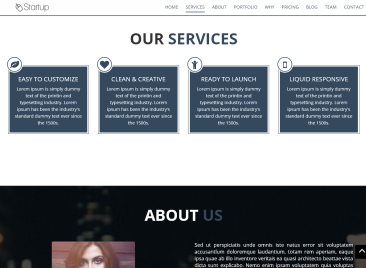 Startup
HOME SERVICES ABOUT PORTFOLIO WHY PRICING BLOG TEAM CONTACT
OUR SERVICES
EASY TO CUSTOMIZE
Lorem Ipsum is simply dummy
text of the printin and
typesetting industry. Lorem
Ipsum has been the industry's
standard dummy text ever since
the 1500s.
CLEAN & CREATIVE
Lorem Ipsum is simply dummy
text of the printin and
typesetting industry. Lorem
Ipsum has been the industry's
standard dummy text ever since
the 1500s.
READY TO LAUNCH
Lorem Ipsum is simply dummy
text of the printin and
typesetting industry. Lorem
Ipsum has been the industry's
standard dummy text ever since
the 1500s.
LIQUID RESPONSIVE
Lorem Ipsum is simply dummy
text of the printin and
typesetting industry. Lorem
Ipsum has been the industry's
standard dummy text ever since
the 1500s.
ABOUT US
Sed ut perspiciatis unde omnis iste natus error sit voluptatem
accusantium doloremque laudantium, totam rem aperiam, eaque
ipsa quae ab illo inventore veritatis et quasi architecto beatae vitae
dicta sunt explicabo. Nemo enim ipsam voluptatem quia voluptas